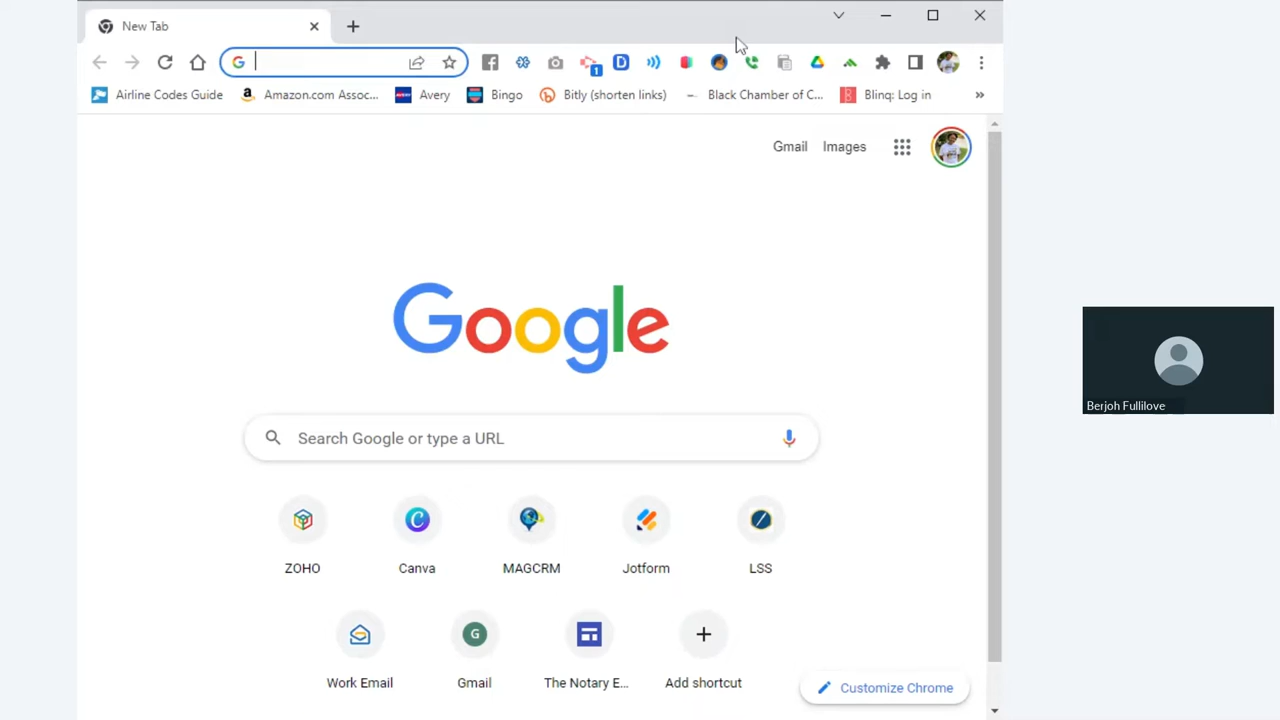 New Tab
1
Airline Codes Guide
Amazon.com Assoc...
Avery
Bingo
Bitly (shorten links)
Black Chamber of C...
Blinq: Log in
Gmail
Images
Google
Search Google or type a URL
ZOHO
Canva
MAGCRM
Jotform
LSS
G
Work Email
Gmail
The Notary E...
Add shortcut
Customize Chrome
Berjoh Fullilove